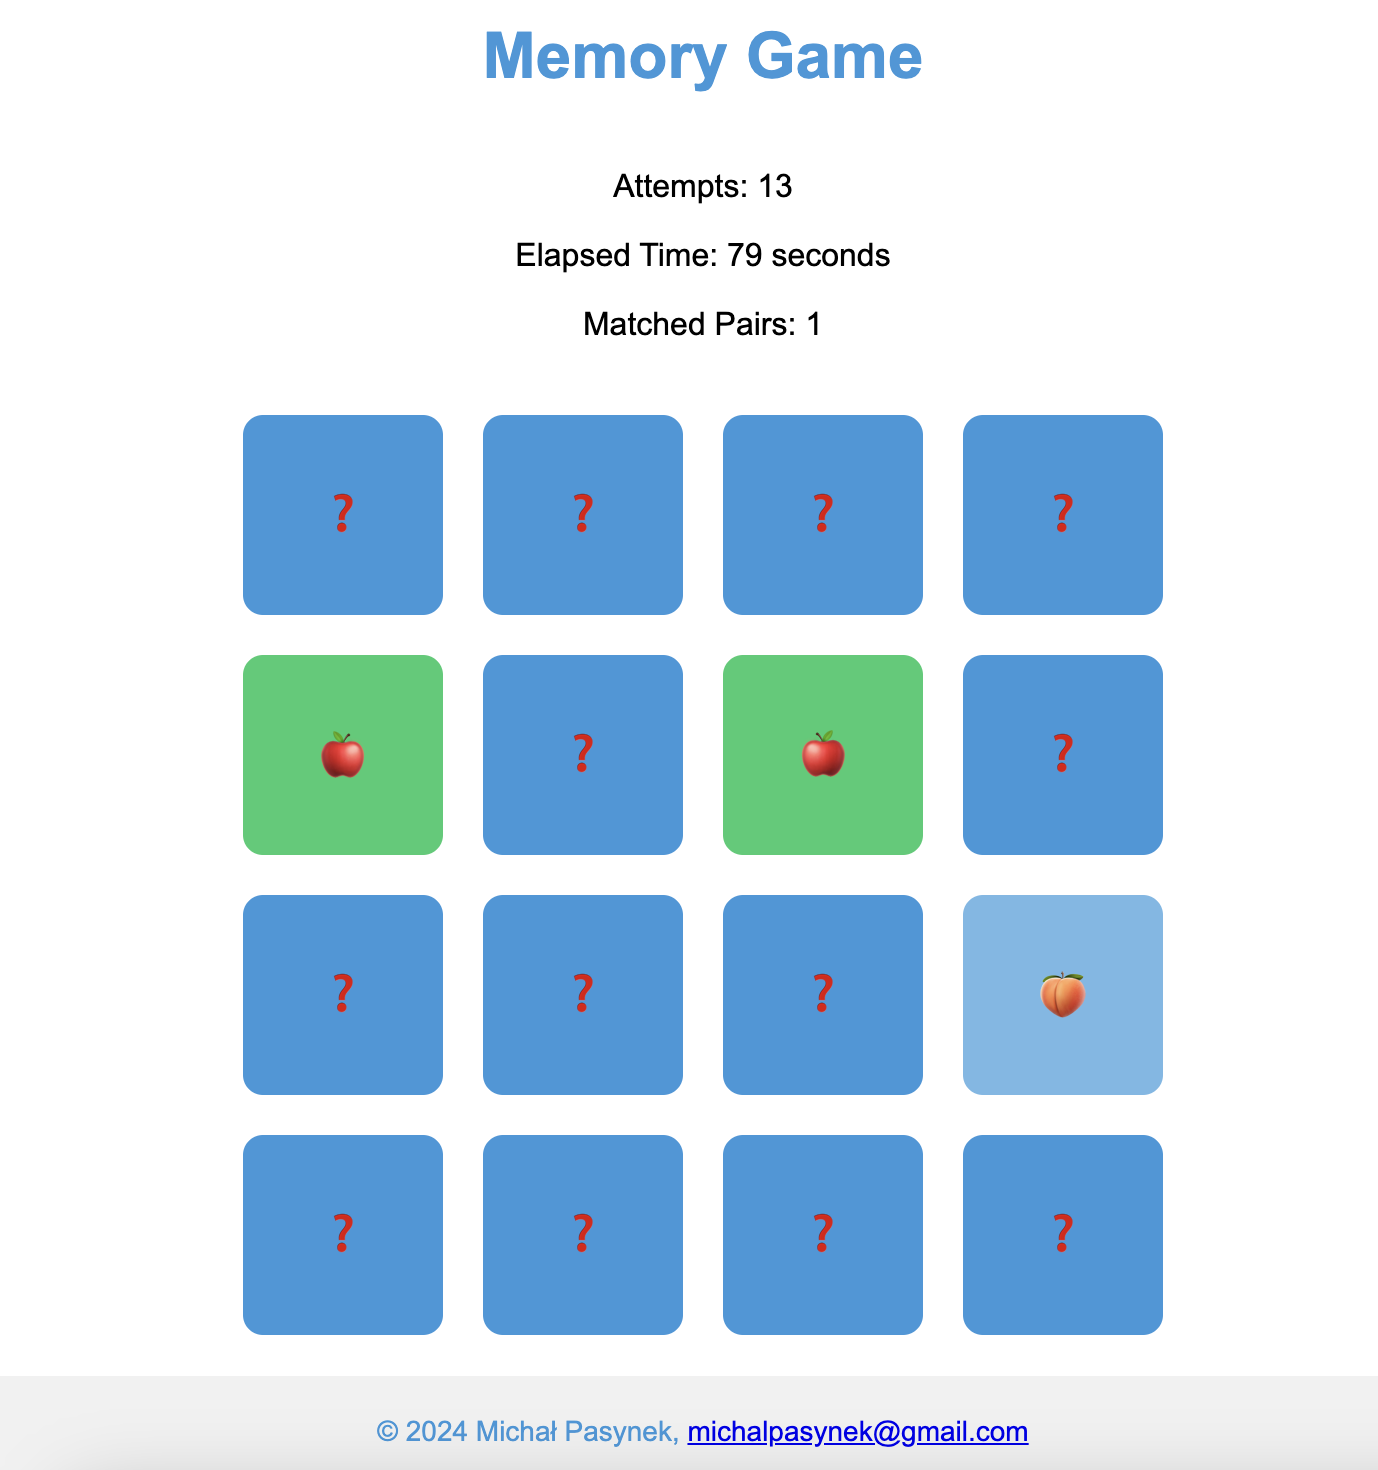 Memory Game
Attempts: 13
Elapsed Time: 79 seconds
Matched Pairs: 1
? ? ? ?
? ?
? ? ?
? ? ? ?
© 2024 Michał Pasynek, michalpasynek@gmail.com